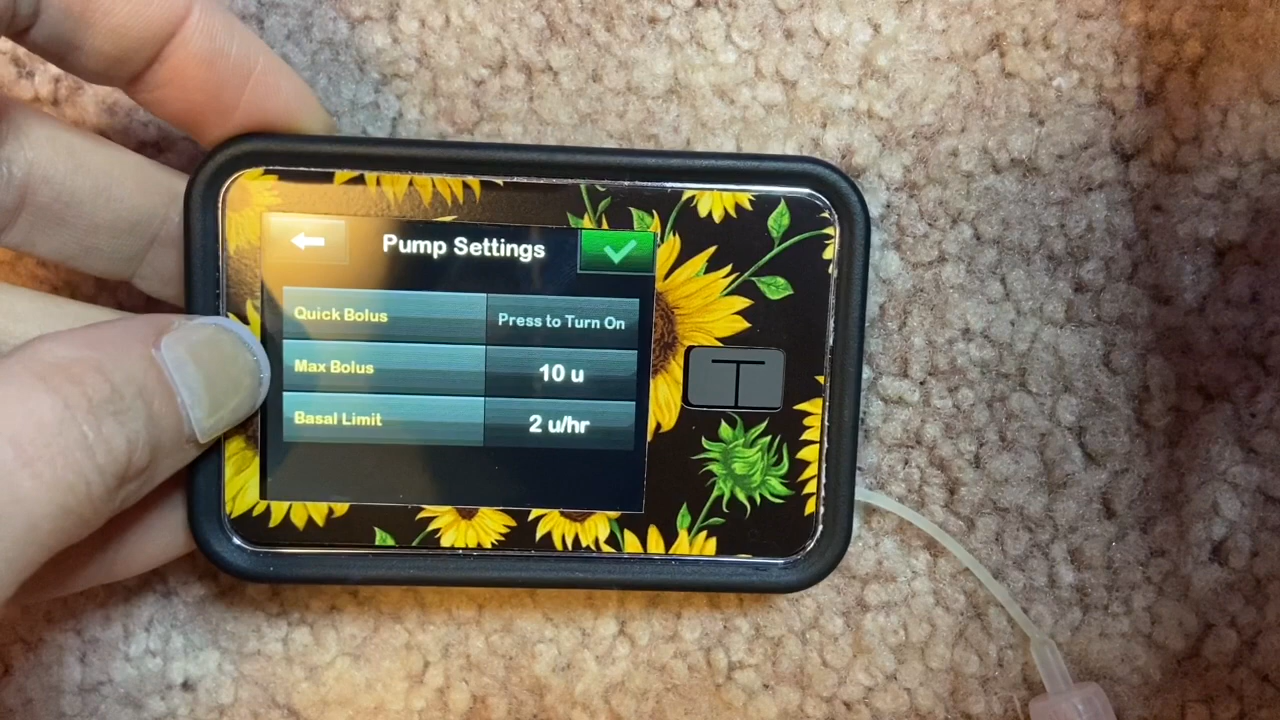 Pump Settings
Quick Bolus Press to Turn On
Max Bolus 10 u
Basal Limit 2 u/hr